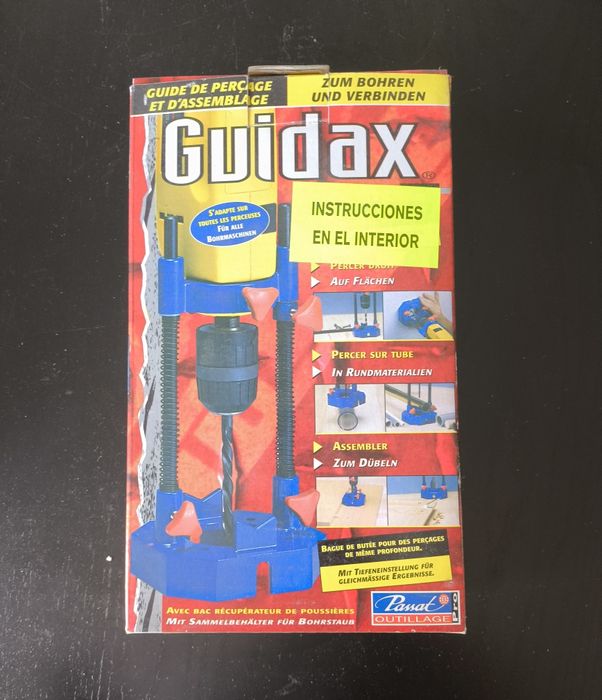 GUIDE DE PERÇAGE
ET D'ASSEMBLAGE
ZUM BOHREN
UND VERBINDEN
Guidax
®
S'ADAPTE SUR
TOUTES LES PERCEUSES
FÜR ALLE
BOHRMASCHINEN
INSTRUCCIONES
EN EL INTERIOR
PERCER DROIT
AUF FLÄCHEN
PERCER SUR TUBE
IN RUNDMATERIALIEN
ASSEMBLER
ZUM DÜBELN
BAGUE DE BUTÉE POUR DES PERÇAGES
DE MÊME PROFONDEUR.
MIT TIEFENEINSTELLUNG FÜR
GLEICHMÄSSIGE ERGEBNISSE.
AVEC BAC RÉCUPÉRATEUR DE POUSSIÈRES
MIT SAMMELBEHÄLTER FÜR BOHRSTAUB
Passat
OUTILLAGE
PRO